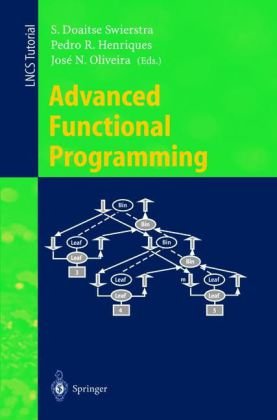 LNCS Tutorial
S. Doaitse Swierstra
Pedro R. Henriques
José N. Oliveira (Eds.)
Advanced
Functional
Programming
Bin
Bin
Leaf
Leaf
Bin
3
Leaf
Leaf
m
Leaf
Leaf
4
5
Springer